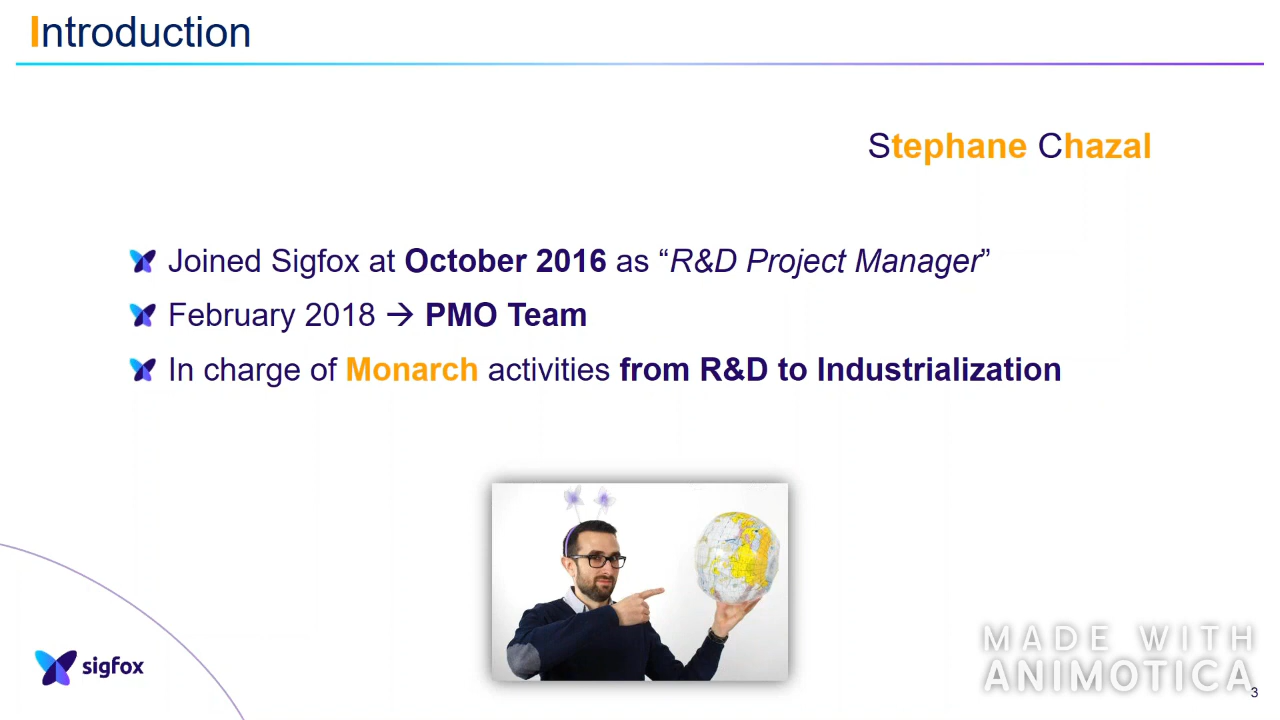 Introduction
Stephane Chazal
Joined Sigfox at October 2016 as “R&D Project Manager”
February 2018 → PMO Team
In charge of Monarch activities from R&D to Industrialization
sigfox
MADE WITH
ANIMOTICA
3